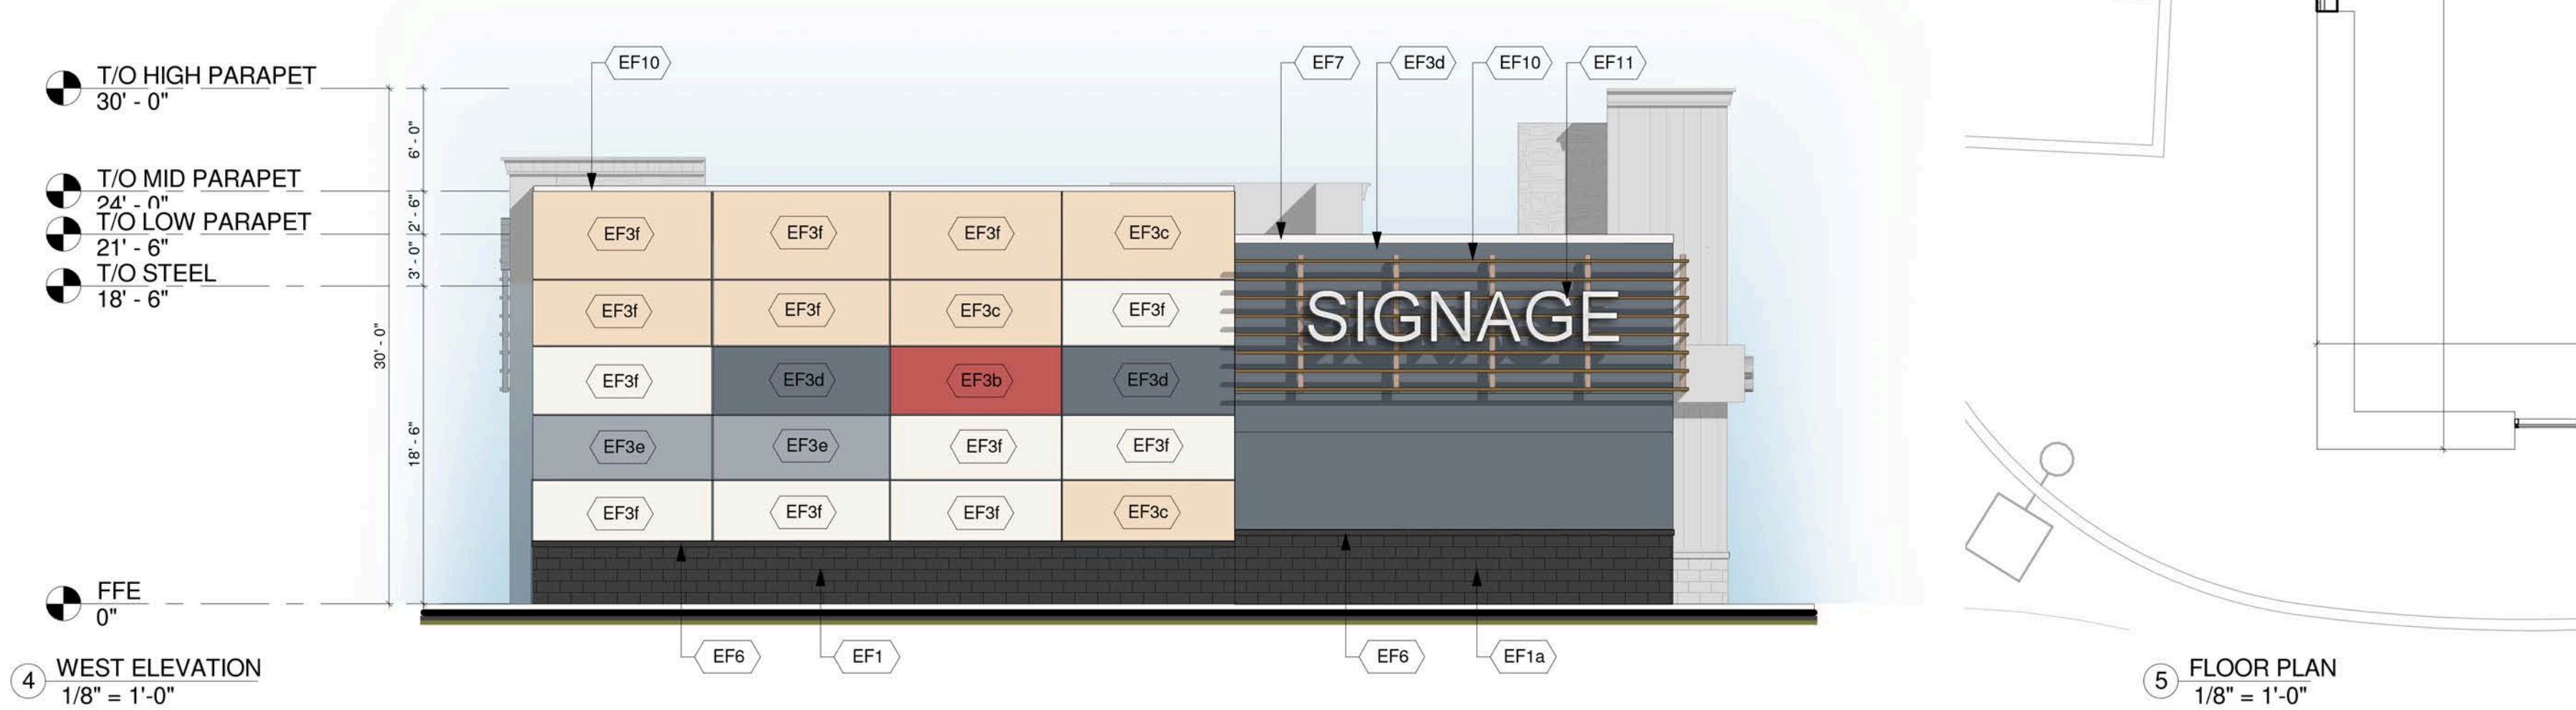 EF10
EF7
EF3d
EF10
EF11
T/O HIGH PARAPET
30' - 0"
6' - 0"
T/O MID PARAPET
24' - 0"
2' - 6"
T/O LOW PARAPET
21' - 6"
3' - 0"
T/O STEEL
18' - 6"
30' - 0"
18' - 6"
EF3f
EF3f
EF3f
EF3c
EF3f
EF3f
EF3c
EF3f
SIGNAGE
EF3f
EF3d
EF3b
EF3d
EF3e
EF3e
EF3f
EF3f
EF3f
EF3f
EF3f
EF3c
FFE
0"
EF6
EF1
EF6
EF1a
4
WEST ELEVATION
1/8" = 1'-0"
5
FLOOR PLAN
1/8" = 1'-0"